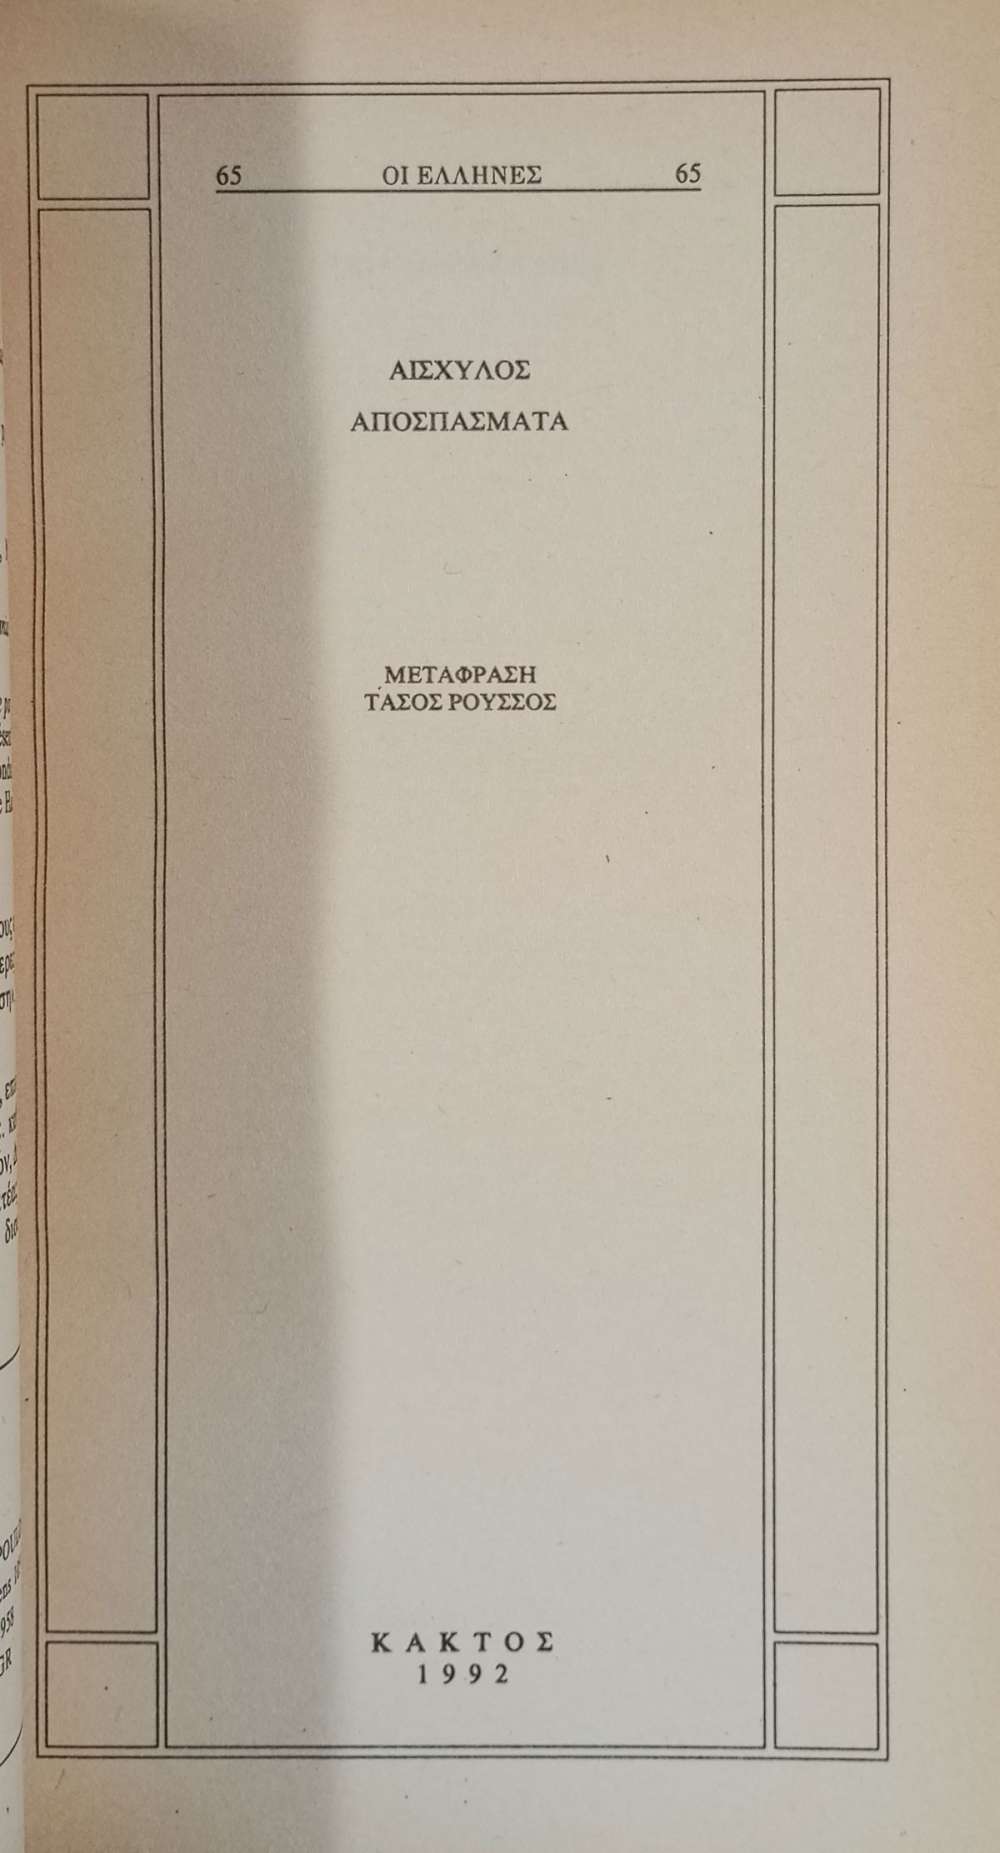 65 ΟΙ ΕΛΛΗΝΕΣ 65
ΑΙΣΧΥΛΟΣ
ΑΠΟΣΠΑΣΜΑΤΑ
ΜΕΤΑΦΡΑΣΗ
ΤΑΣΟΣ ΡΟΥΣΣΟΣ
ΚΑΚΤΟΣ
1992